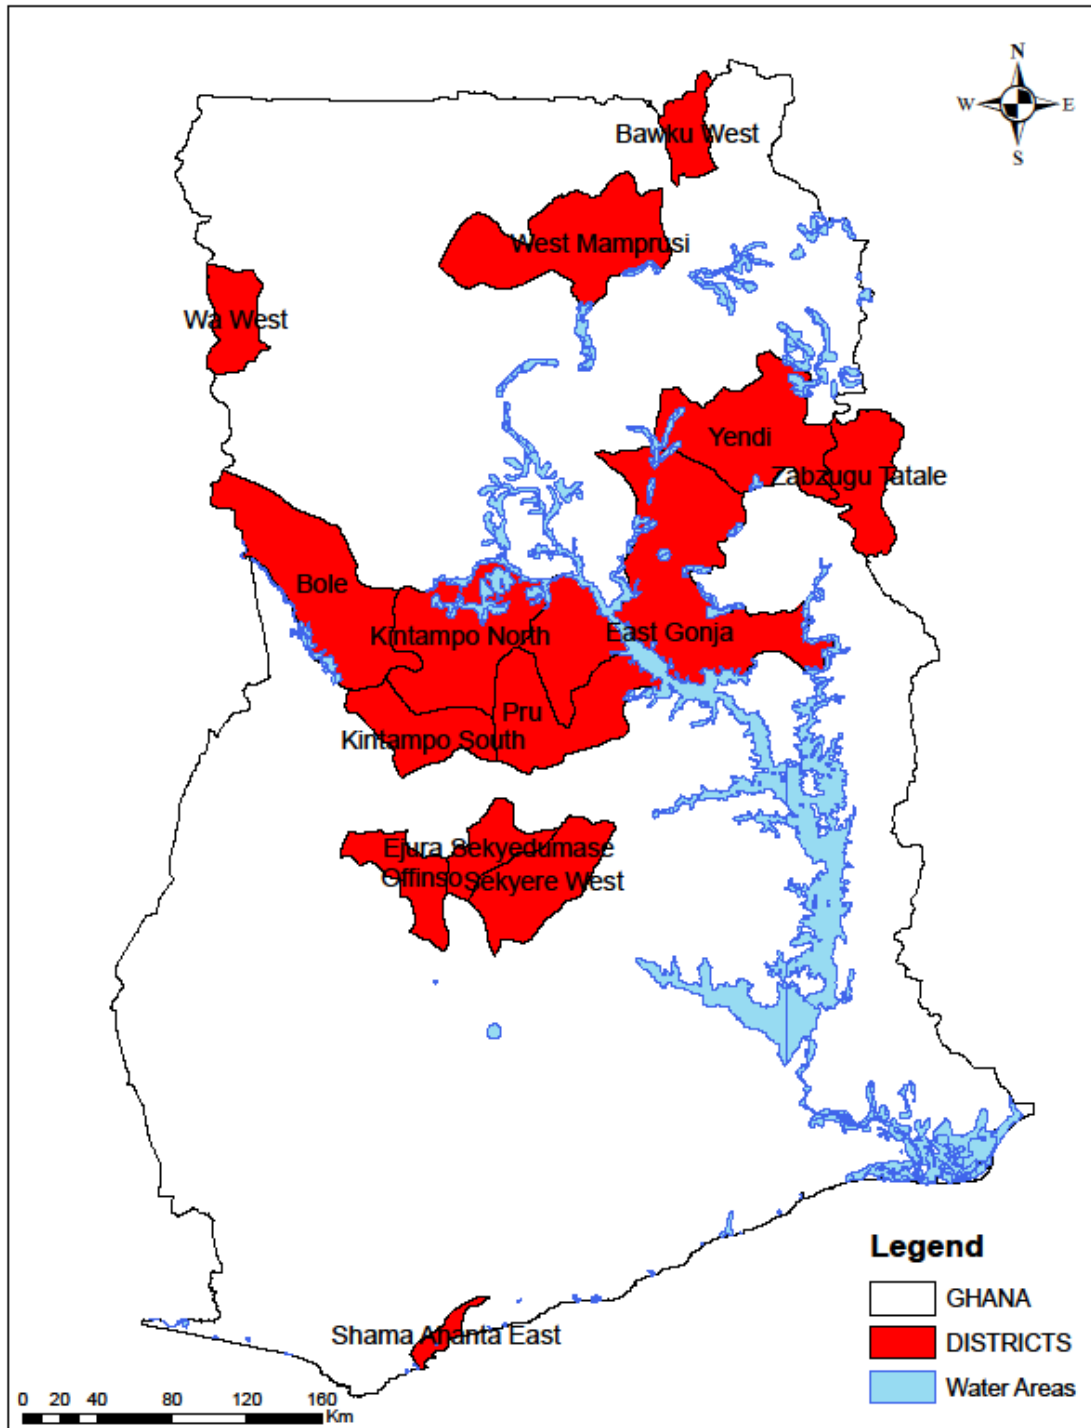 N
W E
S
Bawku West
West Mamprusi
Wa West
Yendi
Zabzugu Tatale
Bole
Kintampo North
East Gonja
Pru
Kintampo South
Ejura Sekyedumase
Offinso
Sekyere West
Shama Ahanta East
Legend
GHANA
DISTRICTS
Water Areas
0 20 40 80 120 160
Km